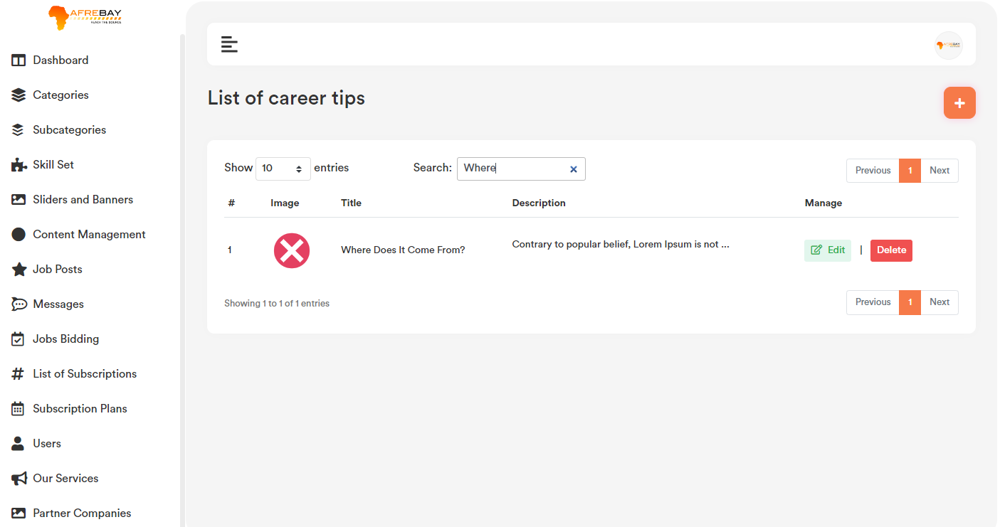 AFREBAY
REACH THE SOURCE
Dashboard
Categories
Subcategories
Skill Set
Sliders and Banners
Content Management
Job Posts
Messages
Jobs Bidding
List of Subscriptions
Subscription Plans
Users
Our Services
Partner Companies
AFREBAY
List of career tips
+
Show 10 entries Search: Where × Previous 1 Next
# Image Title Description Manage
1 Where Does It Come From? Contrary to popular belief, Lorem Ipsum is not ... Edit | Delete
Showing 1 to 1 of 1 entries Previous 1 Next